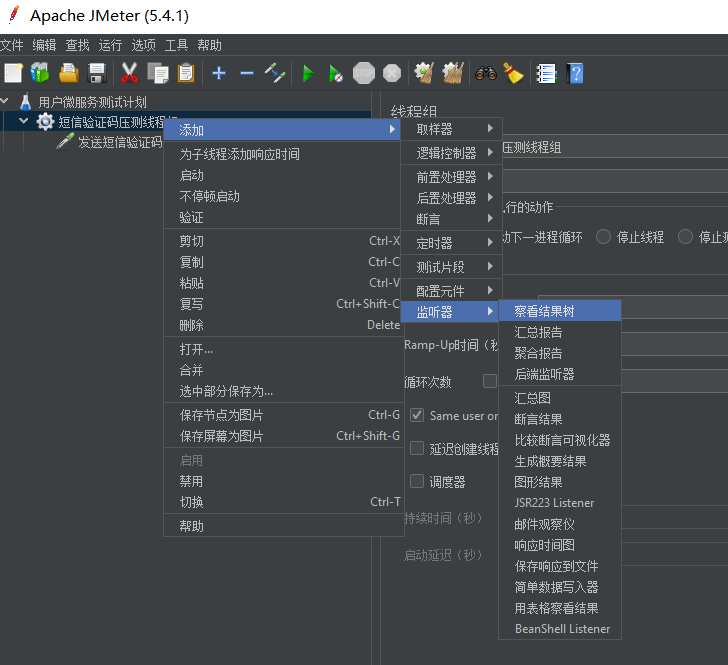 Apache JMeter (5.4.1)
文件 编辑 查找 运行 选项 工具 帮助
用户微服务测试计划
短信验证码压测线程组
发送短信验证码
添加
为子线程添加响应时间
启动
不停顿启动
验证
剪切 Ctrl-X
复制 Ctrl-C
粘贴 Ctrl-V
复写 Ctrl+Shift-C
删除 Delete
打开...
合并
选中部分保存为...
保存节点为图片 Ctrl-G
保存屏幕为图片 Ctrl+Shift-G
启用
禁用
切换 Ctrl-T
帮助
取样器
逻辑控制器
前置处理器
后置处理器
断言
定时器
测试片段
配置元件
监听器
察看结果树
汇总报告
聚合报告
后端监听器
汇总图
断言结果
比较断言可视化器
生成概要结果
图形结果
JSR223 Listener
邮件观察仪
响应时间图
保存响应到文件
简单数据写入器
用表格察看结果
BeanShell Listener
线程组
压测线程组
行的动作
动下一进程循环 停止线程 停止测
Ramp-Up时间（秒
循环次数
Same user or
延迟创建线程
调度器
持续时间（秒）
启动延迟（秒）